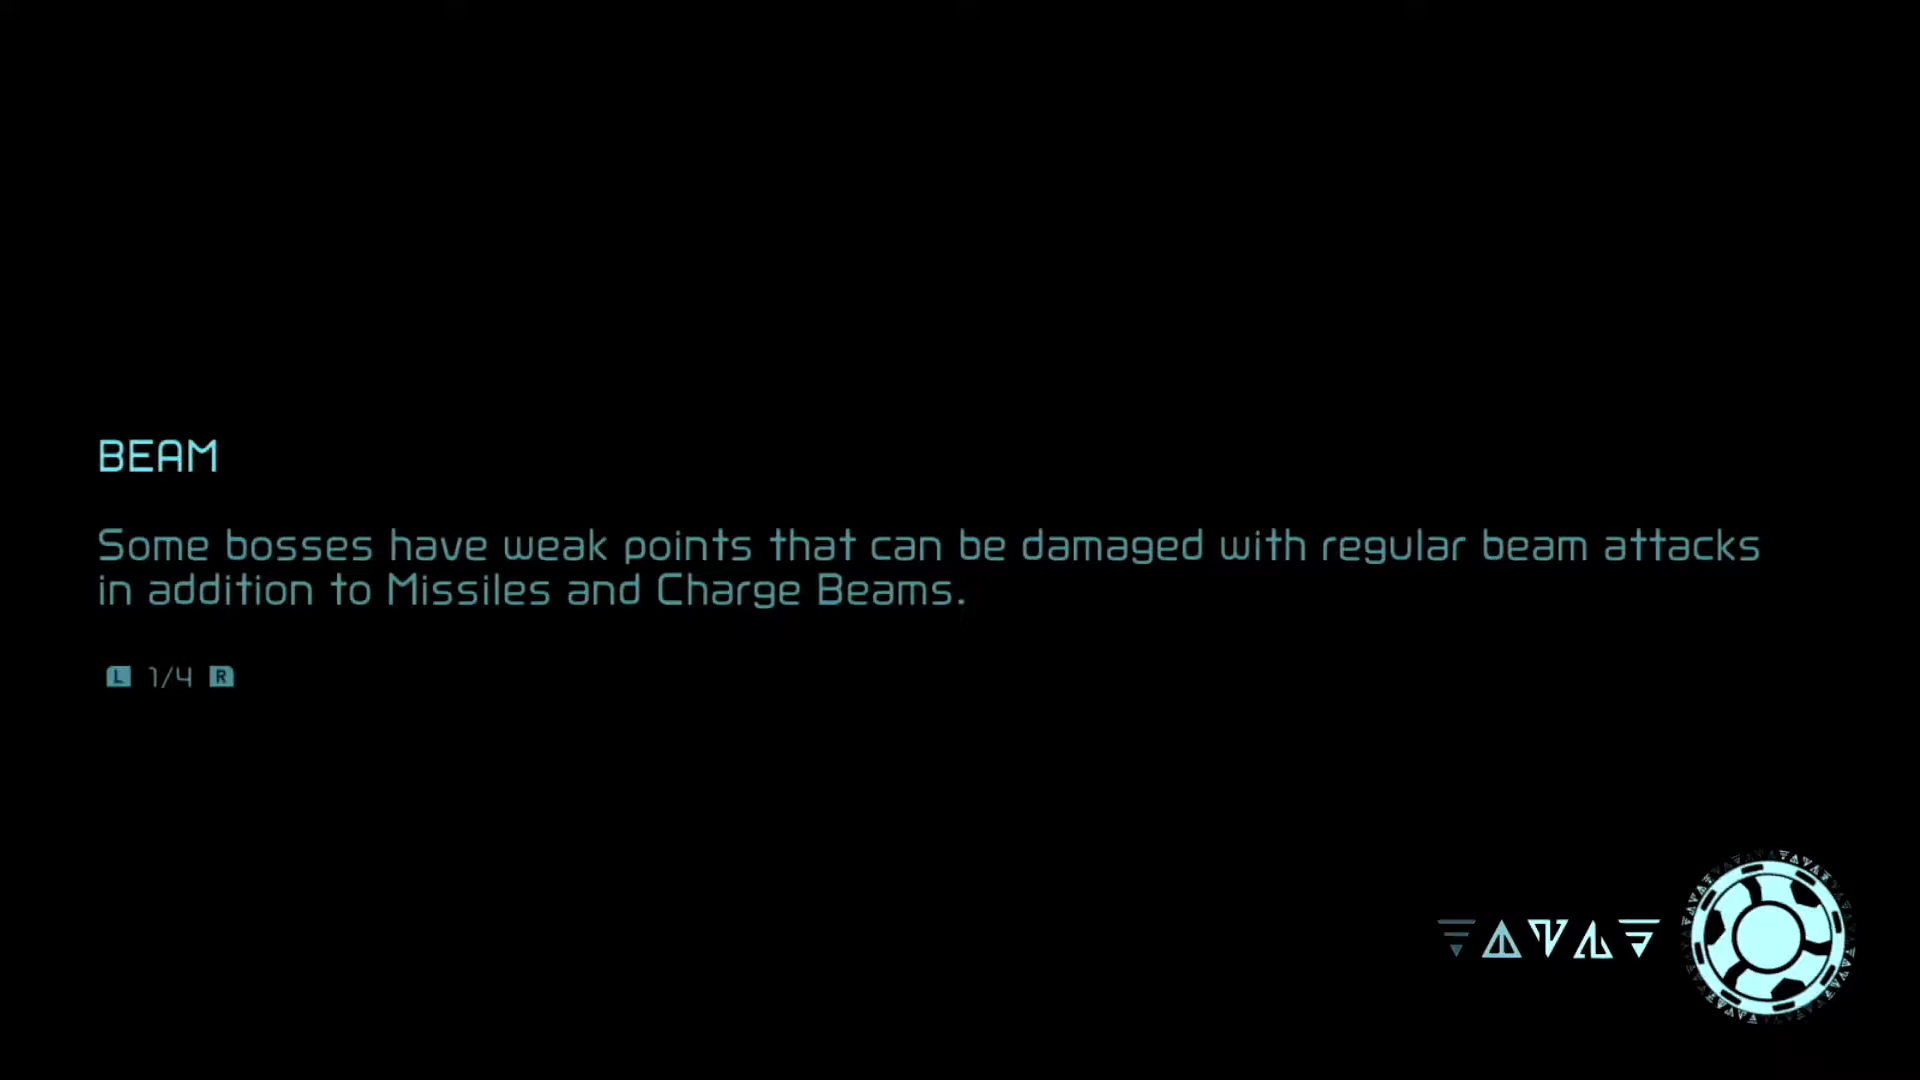 BEAM
Some bosses have weak points that can be damaged with regular beam attacks
in addition to Missiles and Charge Beams.
L 1/4 R